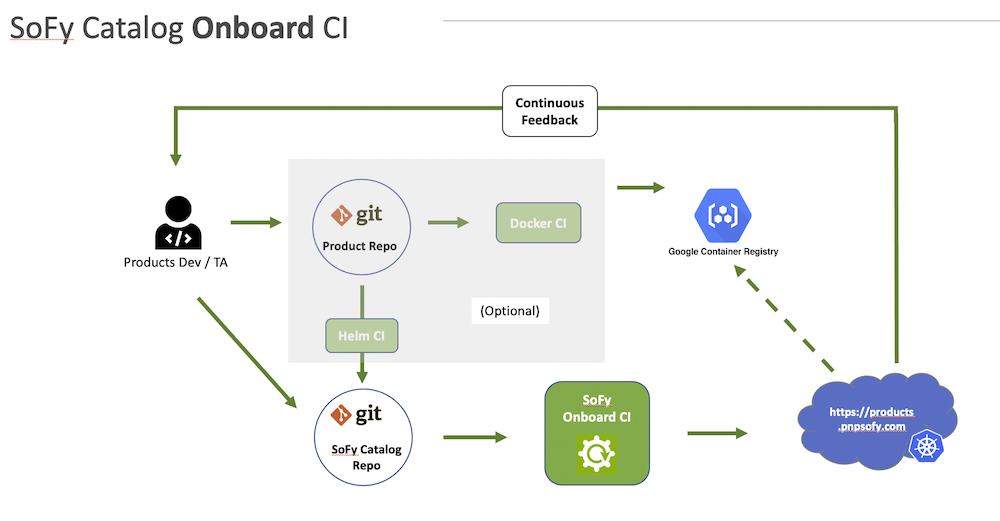 SoFy Catalog Onboard CI
Continuous
Feedback
git
Product Repo
Docker CI
Google Container Registry
</>
Products Dev / TA
(Optional)
Helm CI
git
SoFy Catalog
Repo
SoFy
Onboard CI
https://products
.pnpsofy.com